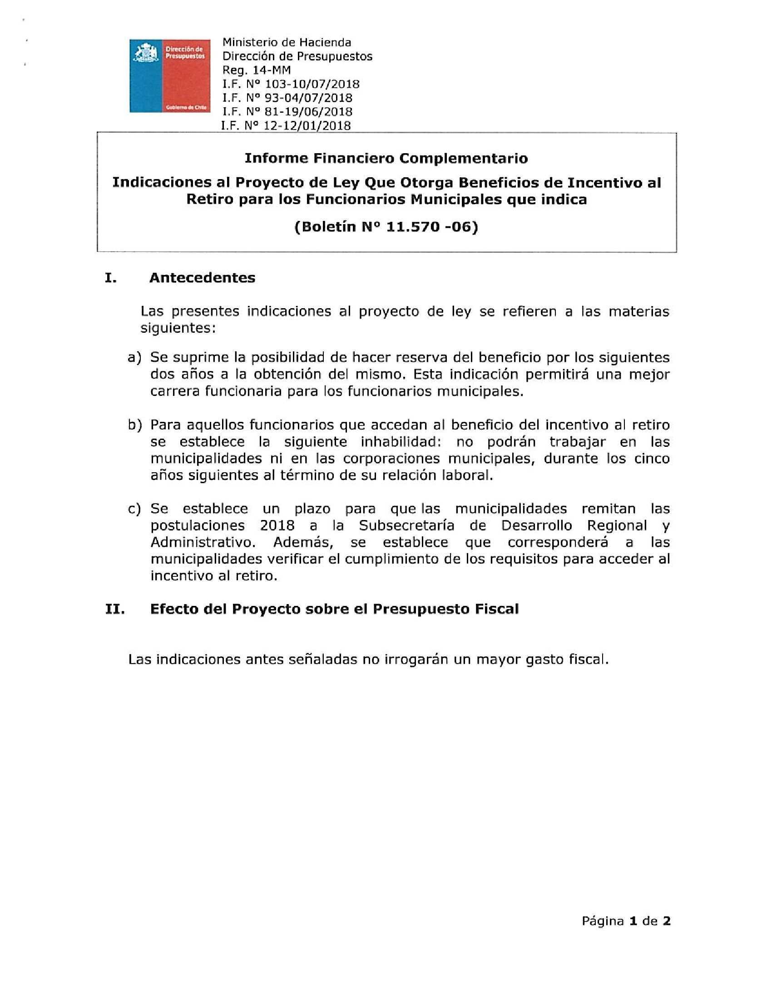 Dirección de
Presupuestos
Gobierno de Chile
Ministerio de Hacienda
Dirección de Presupuestos
Reg. 14-MM
I.F. Nº 103-10/07/2018
I.F. Nº 93-04/07/2018
I.F. Nº 81-19/06/2018
I.F. Nº 12-12/01/2018
Informe Financiero Complementario
Indicaciones al Proyecto de Ley Que Otorga Beneficios de Incentivo al
Retiro para los Funcionarios Municipales que indica
(Boletín Nº 11.570 -06)
I. Antecedentes
Las presentes indicaciones al proyecto de ley se refieren a las materias
siguientes:
a) Se suprime la posibilidad de hacer reserva del beneficio por los siguientes
dos años a la obtención del mismo. Esta indicación permitirá una mejor
carrera funcionaria para los funcionarios municipales.
b) Para aquellos funcionarios que accedan al beneficio del incentivo al retiro
se establece la siguiente inhabilidad: no podrán trabajar en las
municipalidades ni en las corporaciones municipales, durante los cinco
años siguientes al término de su relación laboral.
c) Se establece un plazo para que las municipalidades remitan las
postulaciones 2018 a la Subsecretaría de Desarrollo Regional y
Administrativo. Además, se establece que corresponderá a las
municipalidades verificar el cumplimiento de los requisitos para acceder al
incentivo al retiro.
II. Efecto del Proyecto sobre el Presupuesto Fiscal
Las indicaciones antes señaladas no irrogarán un mayor gasto fiscal.
Página 1 de 2